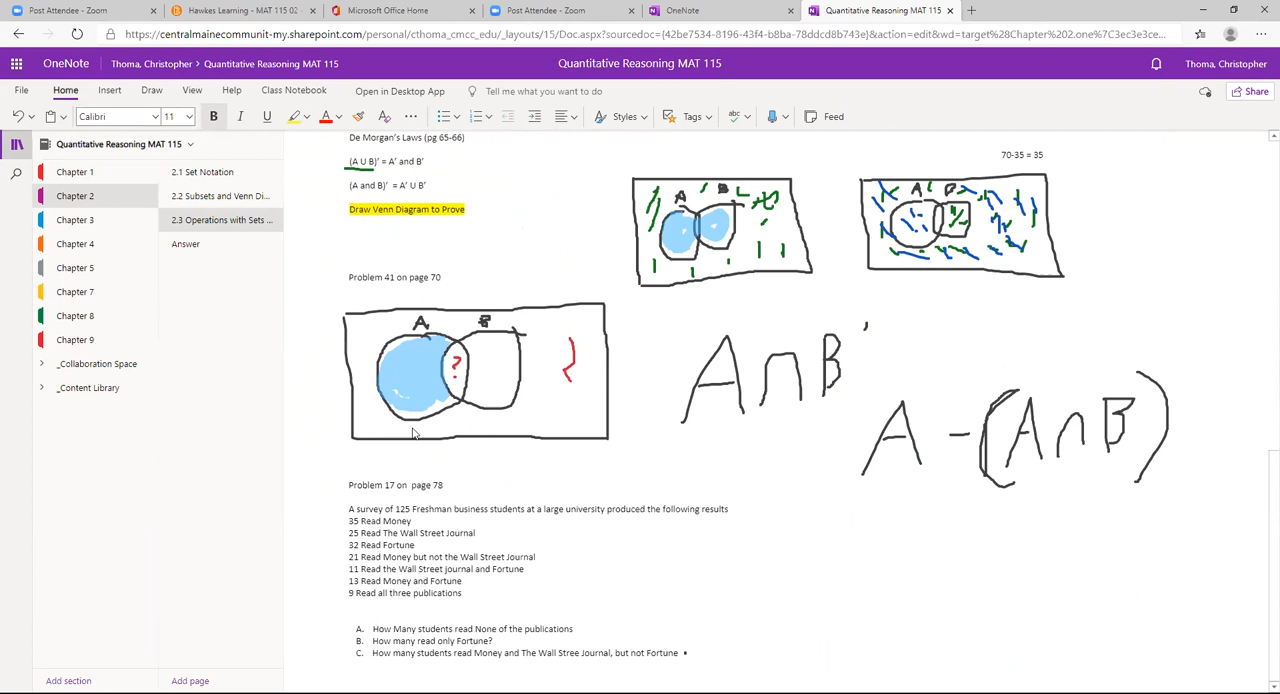 Post Attendee - Zoom
Hawkes Learning - MAT 115 02 -
Microsoft Office Home
Post Attendee - Zoom
OneNote
Quantitative Reasoning MAT 115
https://centralmainecommunit-my.sharepoint.com/personal/cthoma_cmcc_edu/_layouts/15/Doc.aspx?sourcedoc={42be7534-8196-43f4-b8ba-78ddcd8b743e}&action=edit&wd=target%28Chapter%202.one%7C3ec3e3ce...
OneNote
Thoma, Christopher > Quantitative Reasoning MAT 115
Quantitative Reasoning MAT 115
Thoma, Christopher
File Home Insert Draw View Help Class Notebook Open in Desktop App Tell me what you want to do Share
Calibri 11 B I U A Styles Tags abc Feed
Quantitative Reasoning MAT 115
Chapter 1
Chapter 2
Chapter 3
Chapter 4
Chapter 5
Chapter 7
Chapter 8
Chapter 9
_Collaboration Space
_Content Library
Add section
2.1 Set Notation
2.2 Subsets and Venn Di...
2.3 Operations with Sets ...
Answer
Add page
De Morgan's Laws (pg 65-66)
(A U B)' = A' and B'
(A and B)' = A' U B'
Draw Venn Diagram to Prove
70-35 = 35
A B
A B
Problem 41 on page 70
A B
?
A ∩ B'
A - (A ∩ B)
Problem 17 on page 78
A survey of 125 Freshman business students at a large university produced the following results
35 Read Money
25 Read The Wall Street Journal
32 Read Fortune
21 Read Money but not the Wall Street Journal
11 Read the Wall Street journal and Fortune
13 Read Money and Fortune
9 Read all three publications
A. How Many students read None of the publications
B. How many read only Fortune?
C. How many students read Money and The Wall Stree Journal, but not Fortune